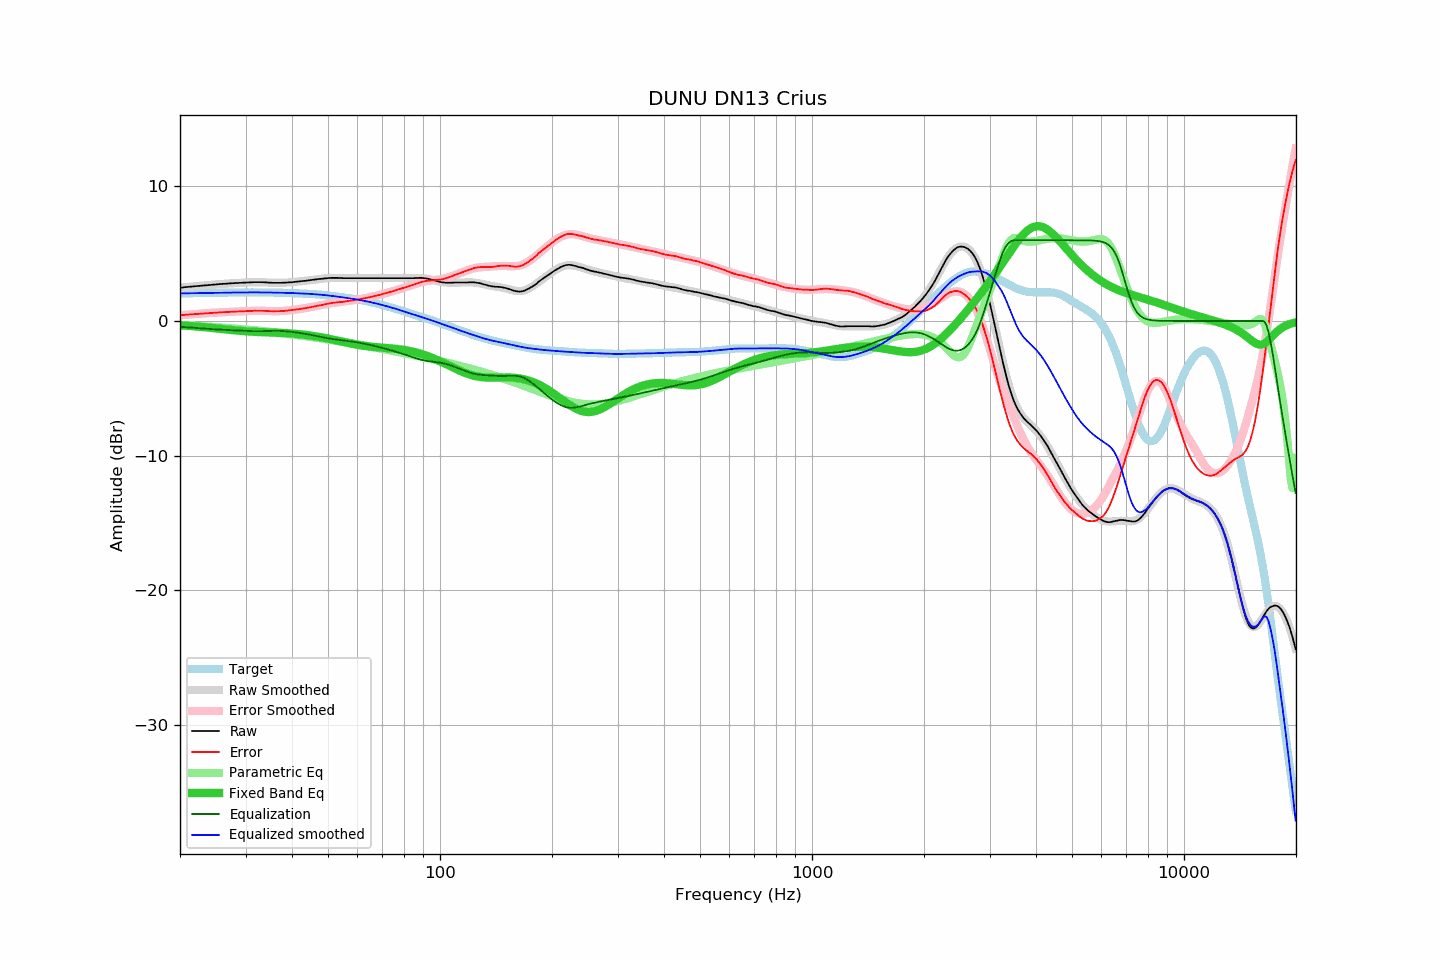 DUNU DN13 Crius
Amplitude (dBr)
10
0
−10
−20
−30
Target
Raw Smoothed
Error Smoothed
Raw
Error
Parametric Eq
Fixed Band Eq
Equalization
Equalized smoothed
100
1000
10000
Frequency (Hz)